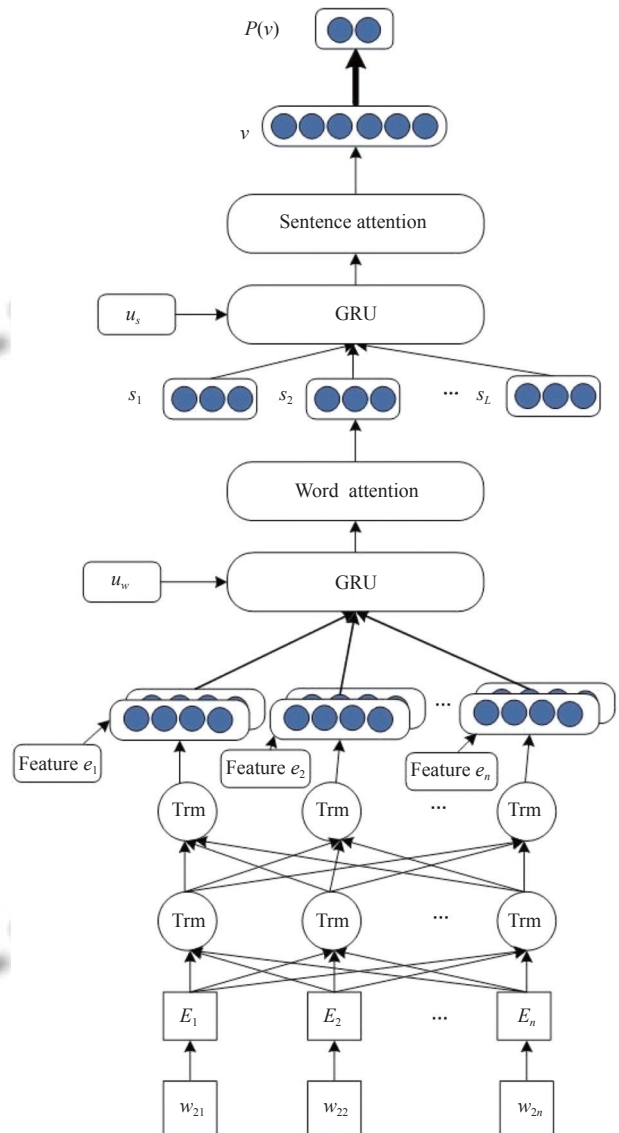 P(v)
v
Sentence attention
u_s
GRU
s_1
s_2
...
s_L
Word attention
u_w
GRU
...
Feature e_1
Feature e_2
Feature e_n
Trm
Trm
...
Trm
Trm
Trm
...
Trm
E_1
E_2
...
E_n
w_21
w_22
w_2n